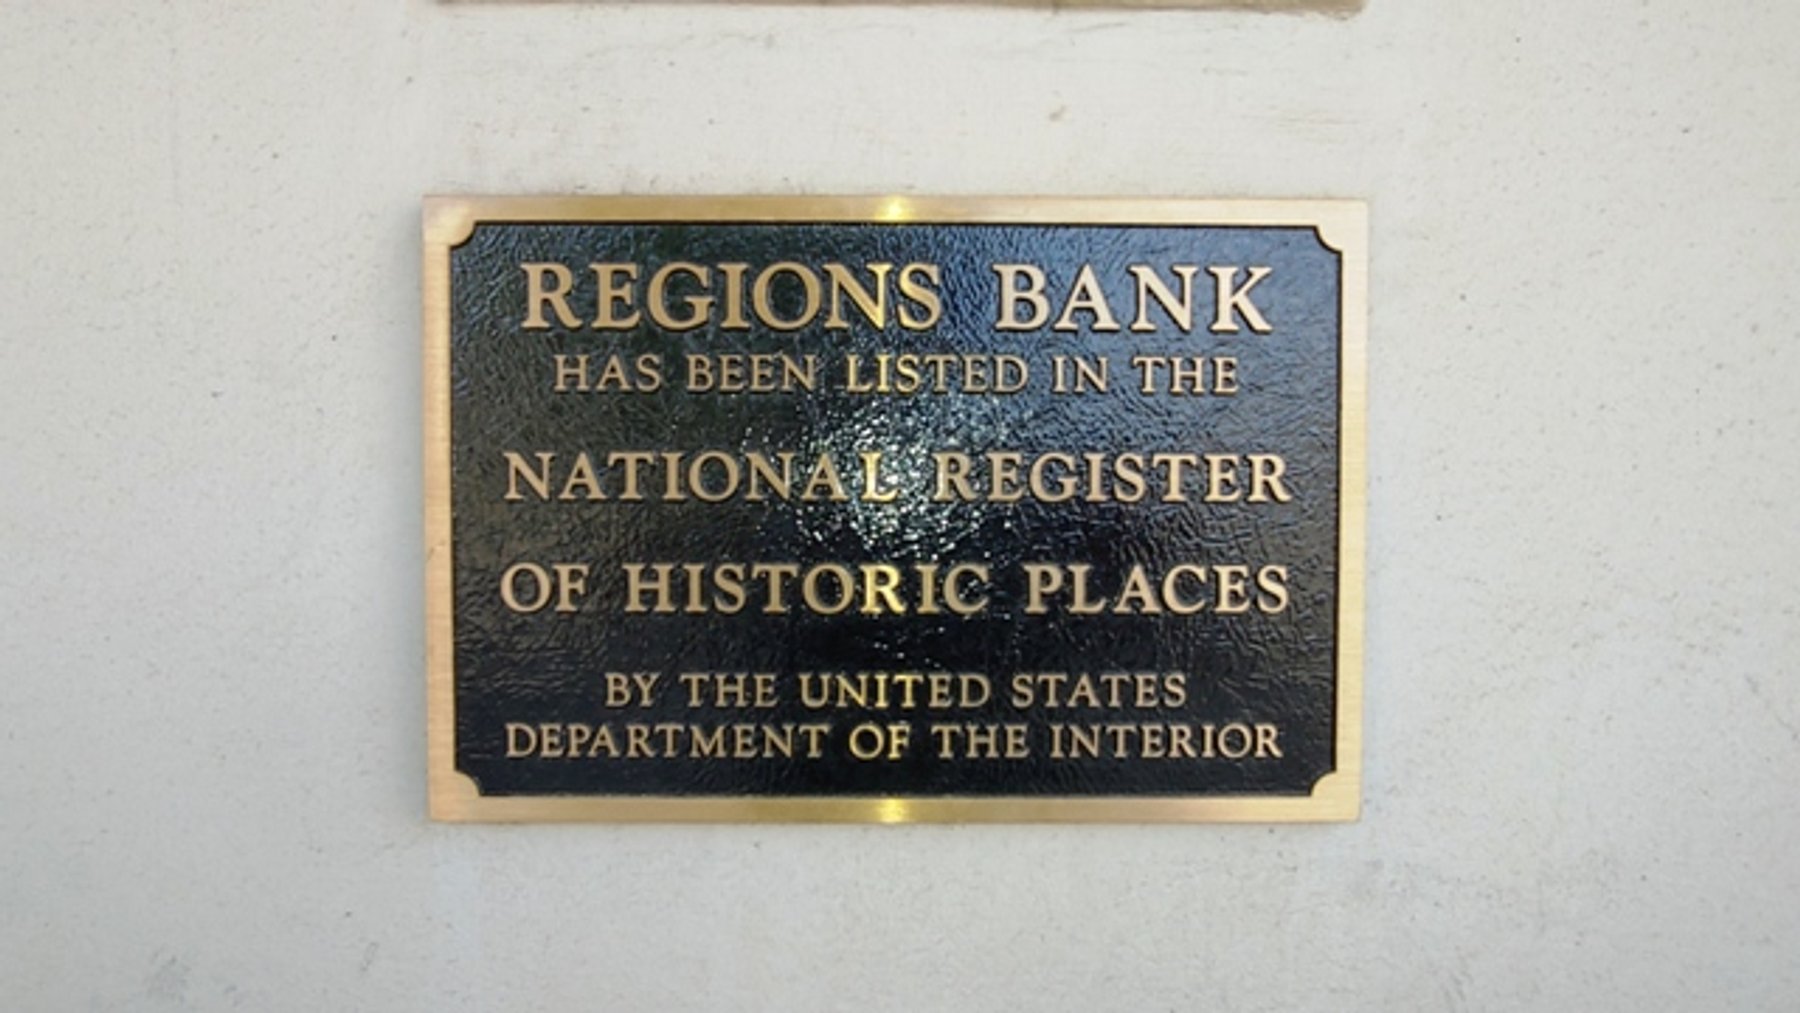 REGIONS BANK
HAS BEEN LISTED IN THE
NATIONAL REGISTER
OF HISTORIC PLACES
BY THE UNITED STATES
DEPARTMENT OF THE INTERIOR